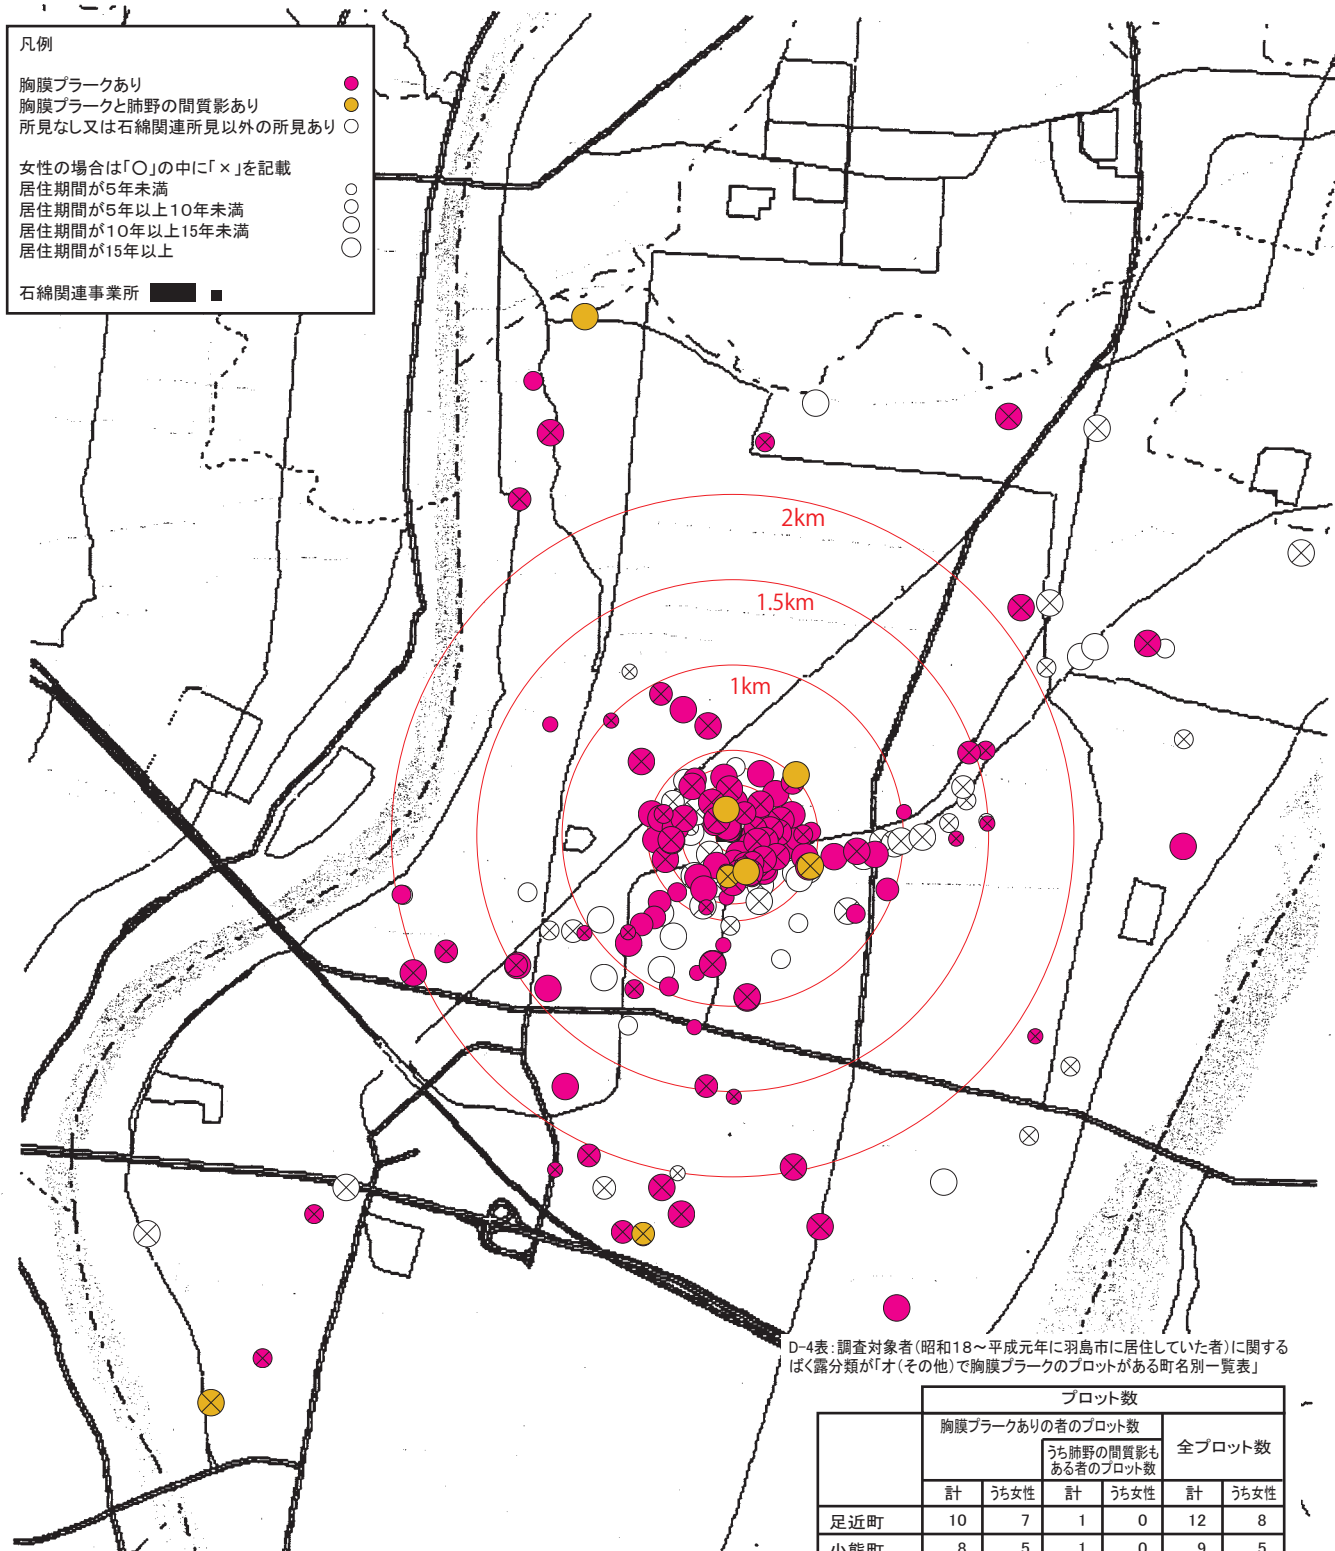 凡例
胸膜プラークあり
胸膜プラークと肺野の間質影あり
所見なし又は石綿関連所見以外の所見あり
女性の場合は「○」の中に「×」を記載
居住期間が5年未満
居住期間が5年以上10年未満
居住期間が10年以上15年未満
居住期間が15年以上
石綿関連事業所
2km
1.5km
1km
D-4表:調査対象者(昭和18〜平成元年に羽島市に居住していた者)に関する
ばく露分類が「オ(その他)で胸膜プラークのプロットがある町名別一覧表」
プロット数
胸膜プラークありの者のプロット数
全プロット数
うち肺野の間質影も
ある者のプロット数
計 うち女性 計 うち女性 計 うち女性
足近町 10 7 1 0 12 8
小熊町 8 5 1 0 9 5